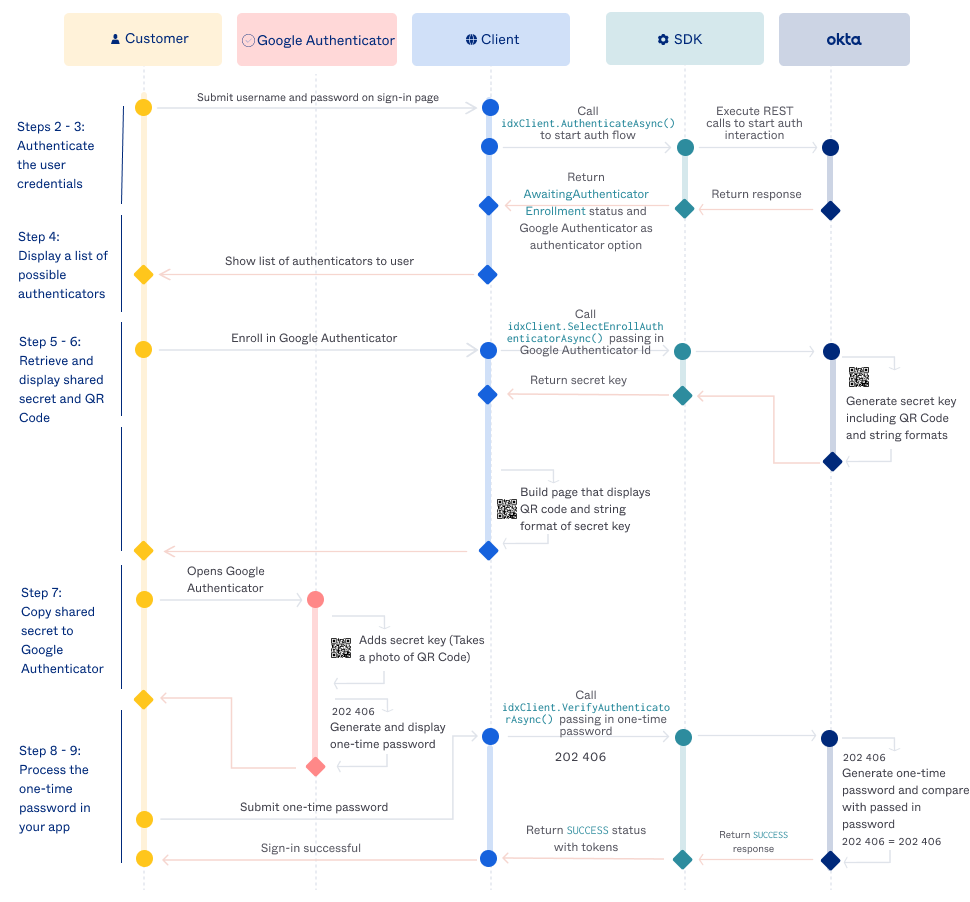 Customer
Google Authenticator
Client
SDK
okta
Submit username and password on sign-in page
Steps 2 - 3:
Authenticate
the user
credentials
Call
idxClient.AuthenticateAsync()
to start auth flow
Execute REST
calls to start auth
interaction
Return
AwaitingAuthenticator
Enrollment status and
Google Authenticator as
authenticator option
Return response
Step 4:
Display a list of
possible
authenticators
Show list of authenticators to user
Steps 5 - 6:
Retrieve and
display shared
secret and QR
Code
Enroll in Google Authenticator
Call
idxClient.SelectEnrollAuth
enticatorAsync() passing in
Google Authenticator Id
Return secret key
Generate secret key
including QR Code
and string formats
Build page that displays
QR code and string
format of secret key
Step 7:
Copy shared
secret to
Google
Authenticator
Opens Google
Authenticator
Adds secret key (Takes
a photo of QR Code)
202 406
Generate and display
one-time password
Step 8 - 9:
Process the
one-time
password in
your app
Call
idxClient.VerifyAuthenticato
rAsync() passing in one-time
password
202 406
202 406
Generate one-time
password and compare
with passed in
password
202 406 = 202 406
Submit one-time password
Return SUCCESS status
with tokens
Return SUCCESS
response
Sign-in successful